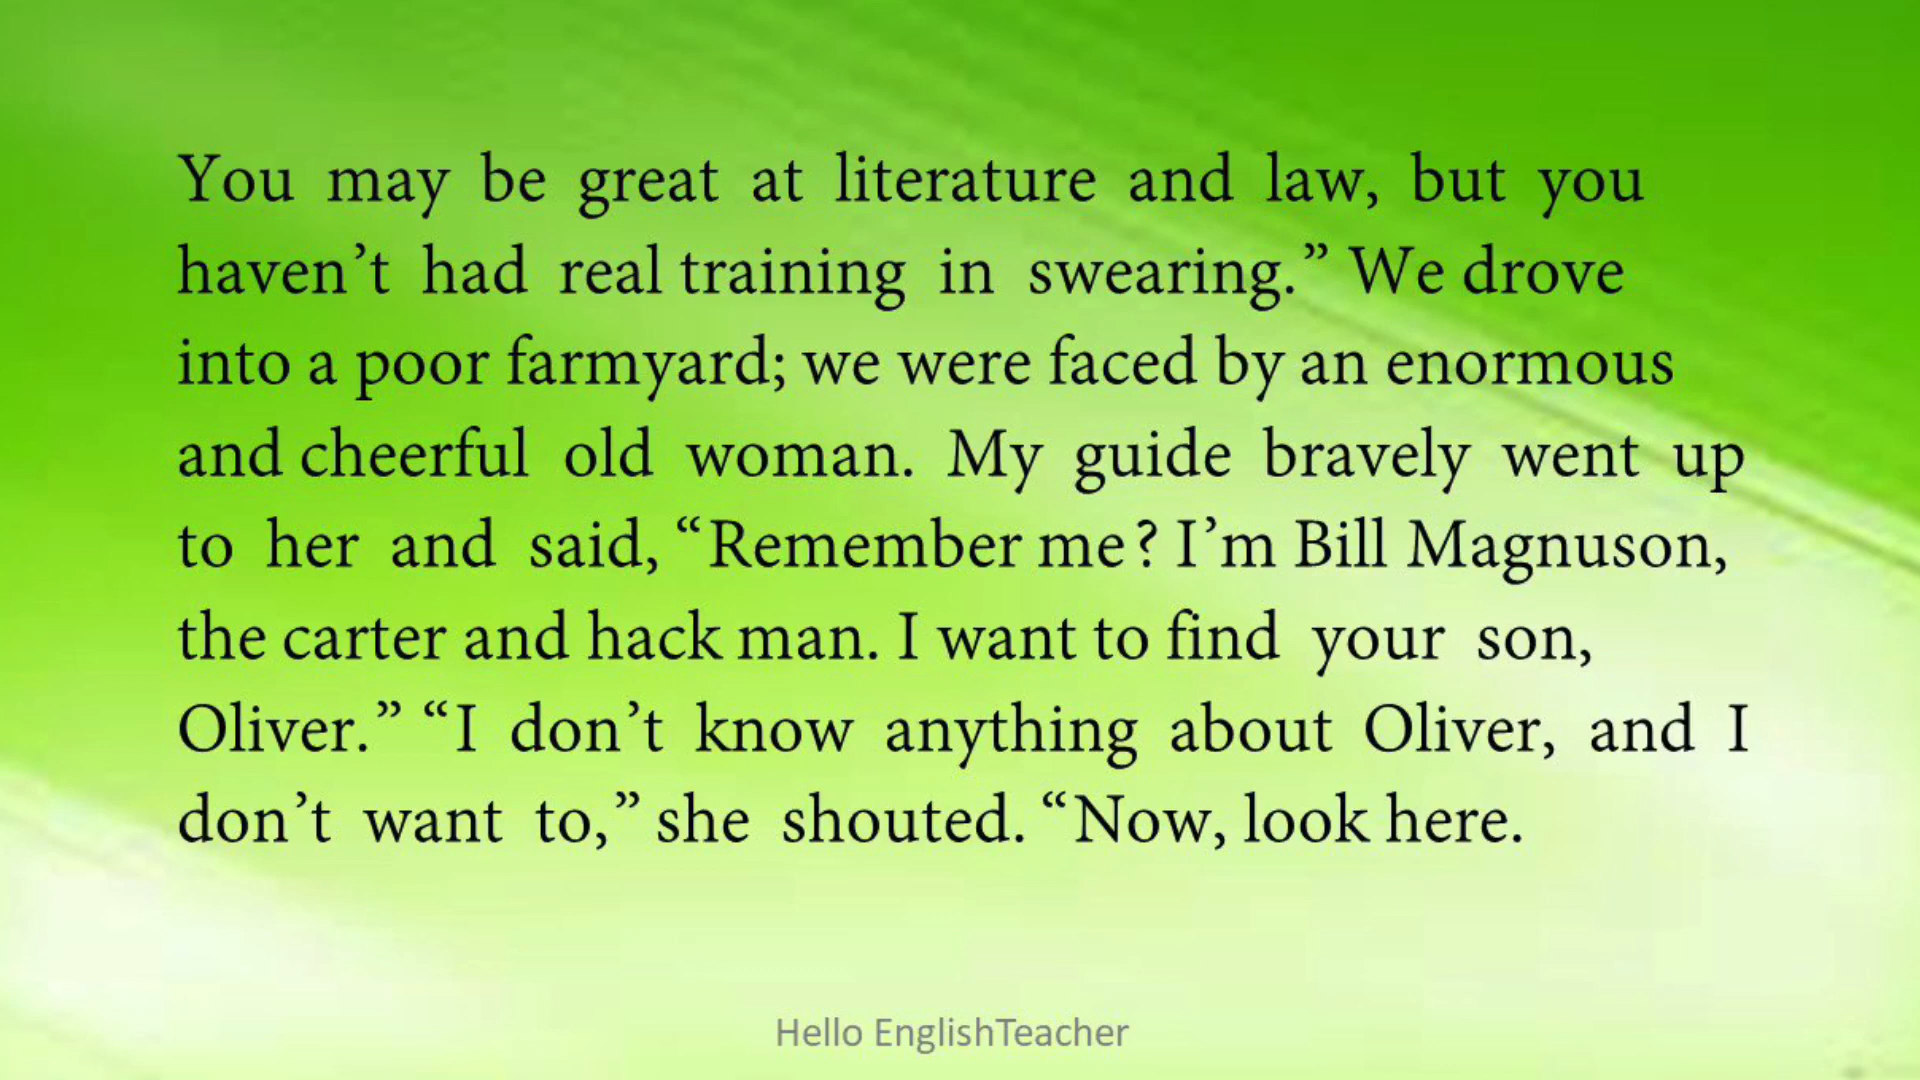 You may be great at literature and law, but you
haven’t had real training in swearing.” We drove
into a poor farmyard; we were faced by an enormous
and cheerful old woman. My guide bravely went up
to her and said, “Remember me? I’m Bill Magnuson,
the carter and hack man. I want to find your son,
Oliver.” “I don’t know anything about Oliver, and I
don’t want to,” she shouted. “Now, look here.
Hello EnglishTeacher